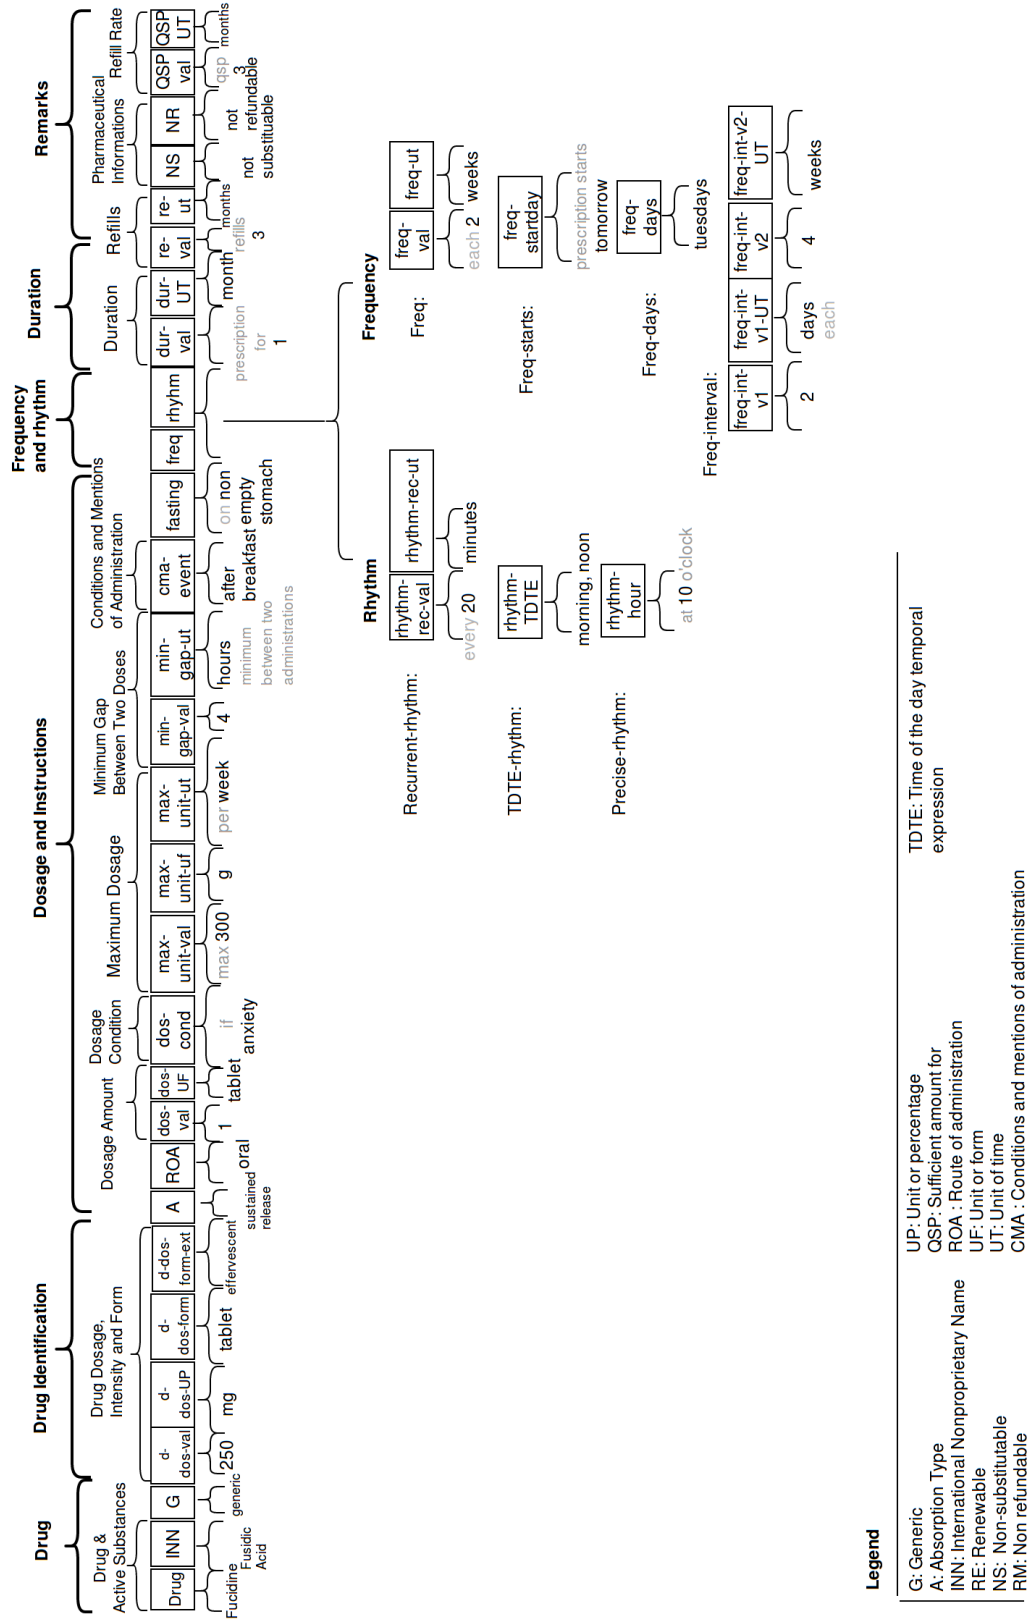 Drug
Drug Identification
Dosage and Instructions
Frequency
and rhythm
Duration
Remarks
Drug &
Active Substances
Drug Dosage,
Intensity and Form
Dosage Amount
Dosage
Condition
Maximum Dosage
Minimum Gap
Between Two Doses
Conditions and Mentions
of Administration
Duration
Refills
Pharmaceutical
Informations
Refill Rate
Drug
INN
G
d-
dos-val
d-
dos-UP
d-
dos-form
d-dos-
form-ext
A
ROA
dos-
val
dos-
UF
dos-
cond
max-
unit-val
max-
unit-uf
max-
unit-ut
min-
gap-val
min-
gap-ut
cma-
event
fasting
freq
rhyhm
dur-
val
dur-
UT
re-
val
re-
ut
NS
NR
QSP
val
QSP
UT
Fucidine
Fusidic
Acid
generic
250
mg
tablet
effervescent
sustained
release
oral
1
tablet
if
anxiety
max 300
g
per week
4
hours
minimum
between two
administrations
after
breakfast
on non
empty
stomach
prescription
for
1
month
refills
3
months
not
substituable
not
refundable
qsp
3
months
Rhythm
Recurrent-rhythm:
rhythm-
rec-val
rhythm-rec-ut
every 20
minutes
TDTE-rhythm:
rhythm-
TDTE
morning, noon
Precise-rhythm:
rhythm-
hour
at 10 o'clock
Frequency
Freq:
freq-
val
freq-ut
each 2
weeks
Freq-starts:
freq-
startday
prescription starts
tomorrow
Freq-days:
freq-
days
tuesdays
Freq-interval:
freq-int-
v1
freq-int-
v1-UT
freq-int-
v2
freq-int-v2-
UT
2
days
each
4
weeks
Legend
G: Generic
A: Absorption Type
INN: International Nonproprietary Name
RE: Renewable
NS:  Non-substitutable
RM: Non refundable
UP: Unit or percentage
QSP: Sufficient amount for
ROA : Route of administration
UF: Unit or form
UT: Unit of time
CMA : Conditions and mentions of administration
TDTE: Time of the day temporal
expression